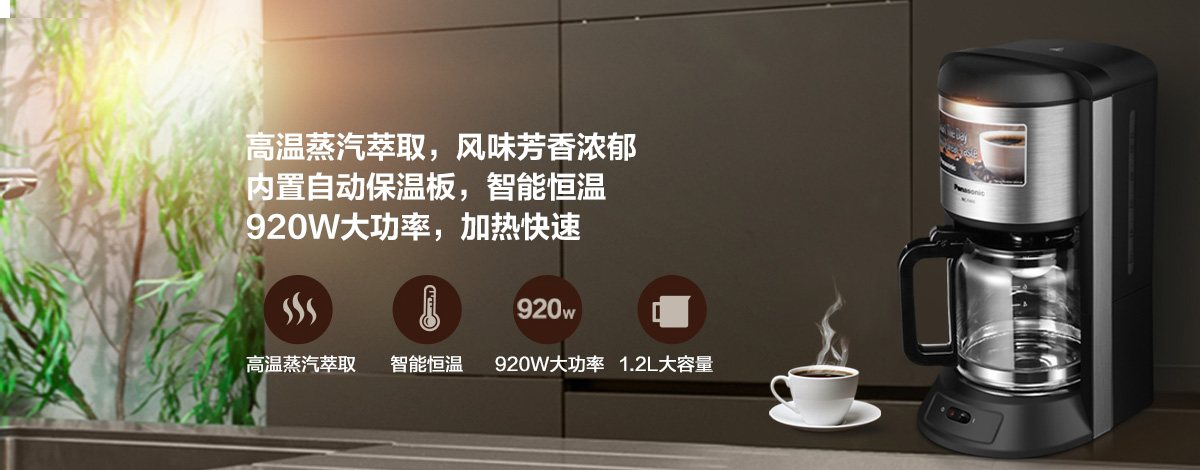 高温蒸汽萃取，风味芳香浓郁
内置自动保温板，智能恒温
920W大功率，加热快速
920w
高温蒸汽萃取
智能恒温
920W大功率
1.2L大容量
Panasonic